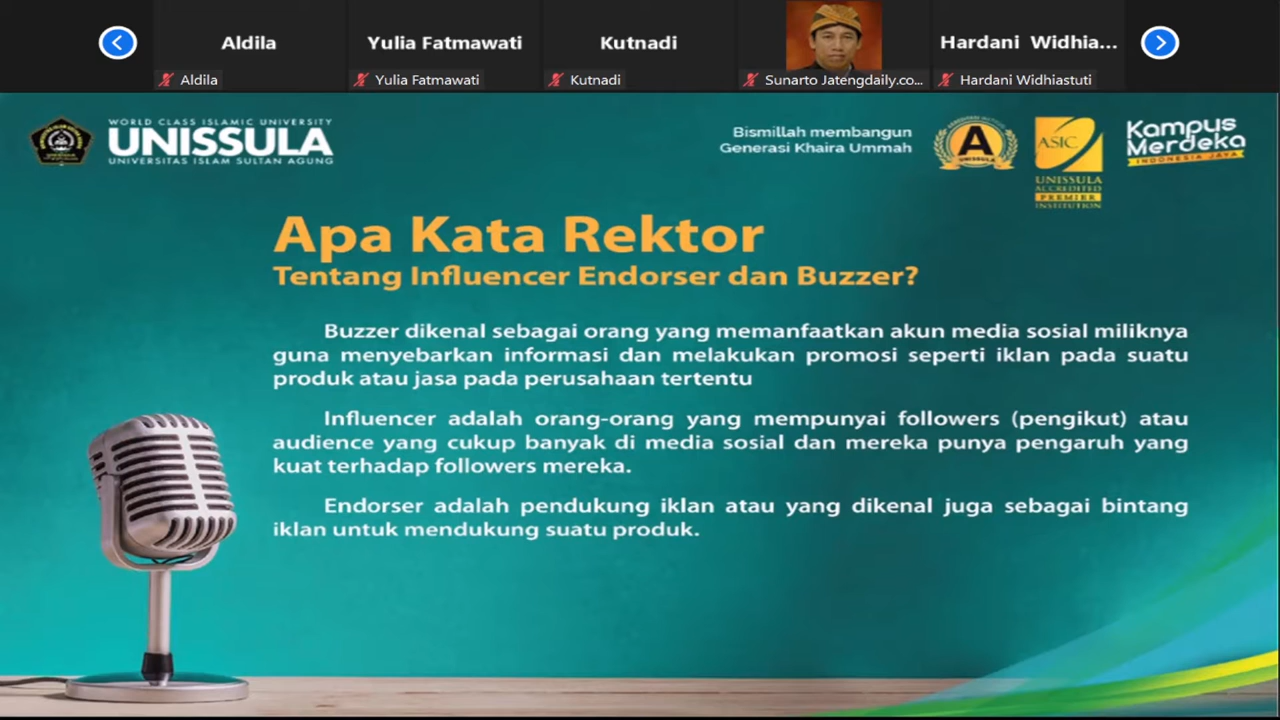 Aldila
Yulia Fatmawati
Kutnadi
Hardani Widhia...
Aldila
Yulia Fatmawati
Kutnadi
Sunarto Jatengdaily.co...
Hardani Widhiastuti
WORLD CLASS ISLAMIC UNIVERSITY
UNISSULA
UNIVERSITAS ISLAM SULTAN AGUNG
Bismillah membangun
Generasi Khaira Ummah
A
UNISSULA
ASIC
UNISSULA
ACCREDITED
PREMIER
INSTITUTION
Kampus
Merdeka
INDONESIA JAYA
Apa Kata Rektor
Tentang Influencer Endorser dan Buzzer?
Buzzer dikenal sebagai orang yang memanfaatkan akun media sosial miliknya
guna menyebarkan informasi dan melakukan promosi seperti iklan pada suatu
produk atau jasa pada perusahaan tertentu
Influencer adalah orang-orang yang mempunyai followers (pengikut) atau
audience yang cukup banyak di media sosial dan mereka punya pengaruh yang
kuat terhadap followers mereka.
Endorser adalah pendukung iklan atau yang dikenal juga sebagai bintang
iklan untuk mendukung suatu produk.